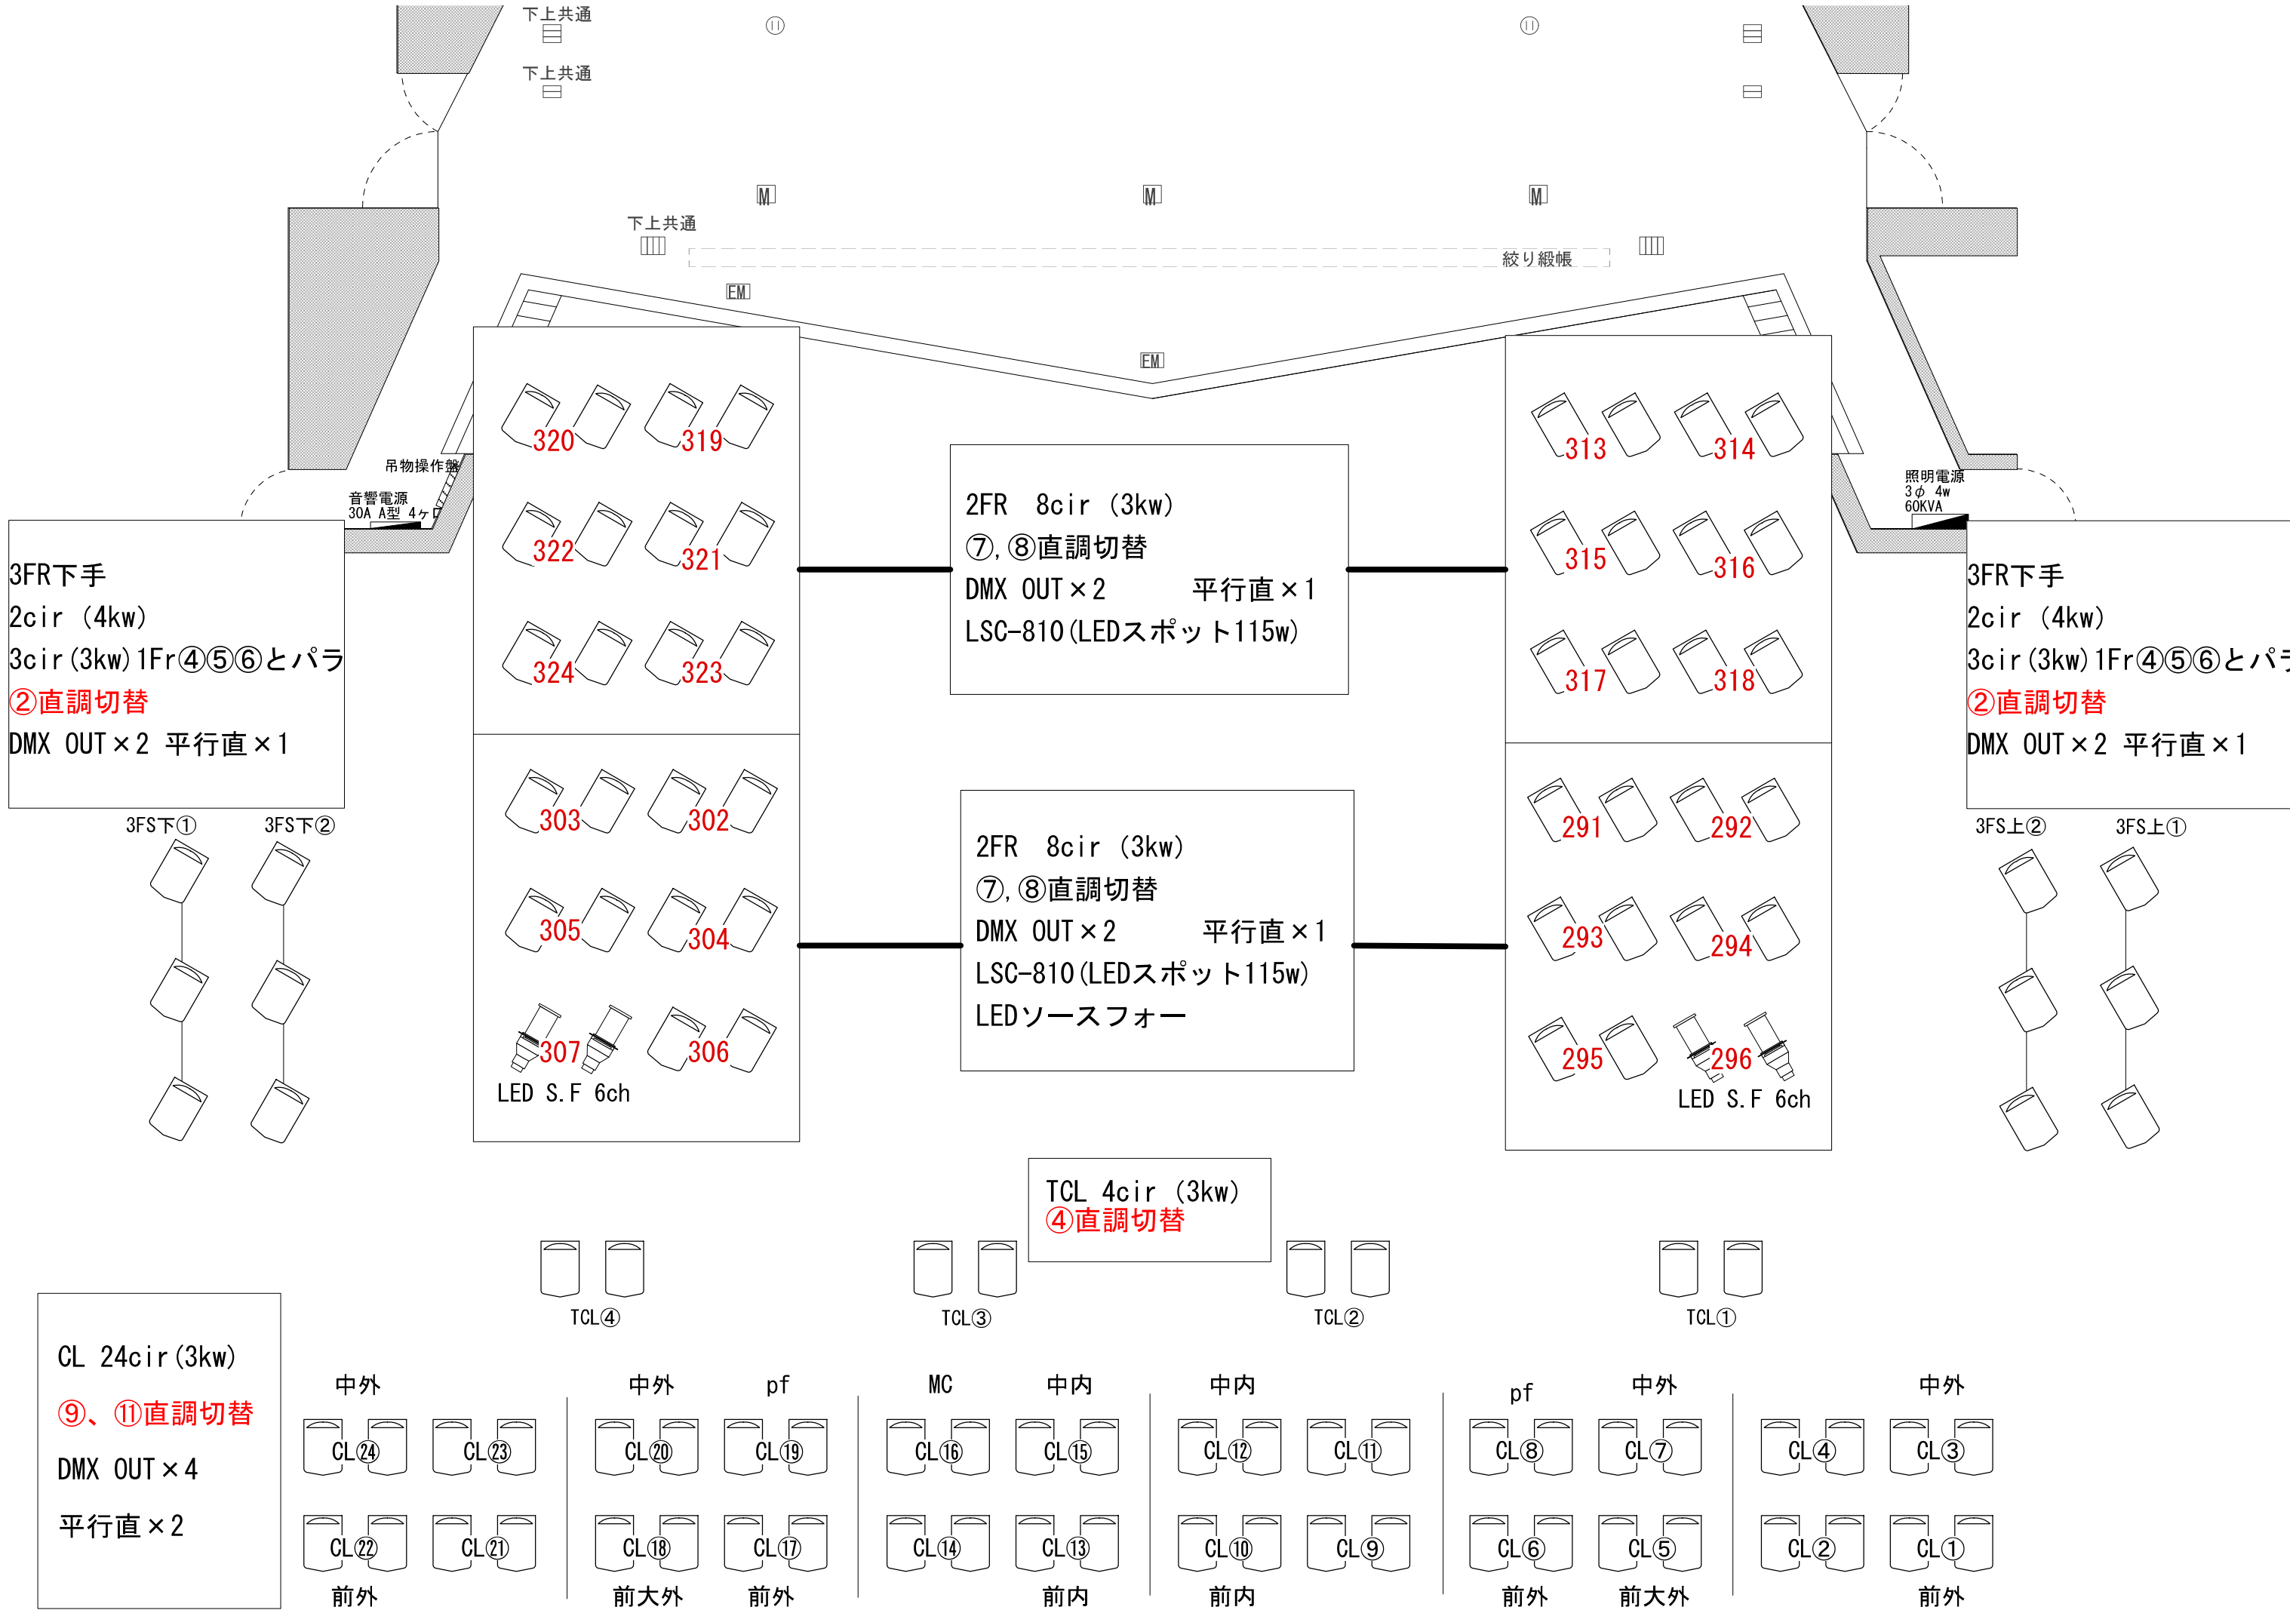 下上共通
下上共通
M
M
M
下上共通
絞り緞帳
EM
EM
320
319
313
314
吊物操作盤
音響電源
30A A型 4ヶ口
照明電源
3φ 4w
60KVA
322
321
315
316
324
323
317
318
2FR 8cir (3kw)
⑦,⑧直調切替
DMX OUT×2 平行直×1
LSC-810(LEDスポット115w)
3FR下手
2cir (4kw)
3cir(3kw)1Fr④⑤⑥とパラ
②直調切替
DMX OUT×2 平行直×1
3FR下手
2cir (4kw)
3cir(3kw)1Fr④⑤⑥とパラ
②直調切替
DMX OUT×2 平行直×1
3FS下①
3FS下②
3FS上②
3FS上①
303
302
291
292
305
304
293
294
307
306
295
296
LED S.F 6ch
LED S.F 6ch
2FR 8cir (3kw)
⑦,⑧直調切替
DMX OUT×2 平行直×1
LSC-810(LEDスポット115w)
LEDソースフォー
TCL 4cir (3kw)
④直調切替
TCL④
TCL③
TCL②
TCL①
CL 24cir(3kw)
⑨、⑪直調切替
DMX OUT×4
平行直×2
中外
中外
pf
MC
中内
中内
pf
中外
中外
CL㉔
CL㉓
CL⑳
CL⑲
CL⑯
CL⑮
CL⑫
CL⑪
CL⑧
CL⑦
CL④
CL③
CL㉒
CL㉑
CL⑱
CL⑰
CL⑭
CL⑬
CL⑩
CL⑨
CL⑥
CL⑤
CL②
CL①
前外
前大外
前外
前内
前内
前外
前大外
前外